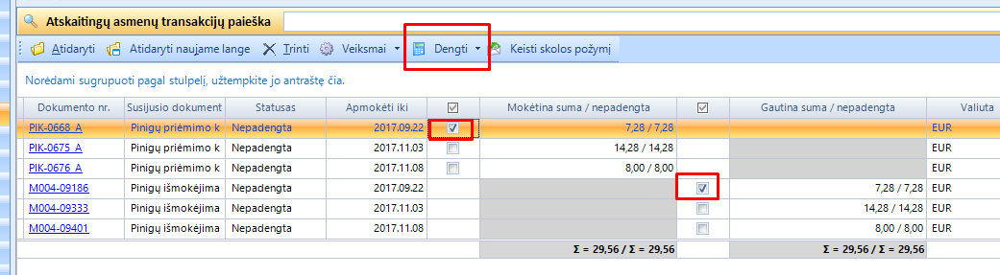 Atskaitingų asmenų transakcijų paieška
Atidaryti Atidaryti naujame lange Trinti Veiksmai Dengti Keisti skolos požymį
Norėdami sugrupuoti pagal stulpelį, užtempkite jo antraštę čia.
Dokumento nr. Susijusio dokument Statusas Apmokėti iki Mokėtina suma / nepadengta Gautina suma / nepadengta Valiuta
PIK-0668_A Pinigų priėmimo k Nepadengta 2017.09.22 7,28 / 7,28 EUR
PIK-0675_A Pinigų priėmimo k Nepadengta 2017.11.03 14,28 / 14,28 EUR
PIK-0676_A Pinigų priėmimo k Nepadengta 2017.11.08 8,00 / 8,00 EUR
M004-09186 Pinigų išmokėjima Nepadengta 2017.09.22 7,28 / 7,28 EUR
M004-09333 Pinigų išmokėjima Nepadengta 2017.11.03 14,28 / 14,28 EUR
M004-09401 Pinigų išmokėjima Nepadengta 2017.11.08 8,00 / 8,00 EUR
Σ = 29,56 / Σ = 29,56 Σ = 29,56 / Σ = 29,56